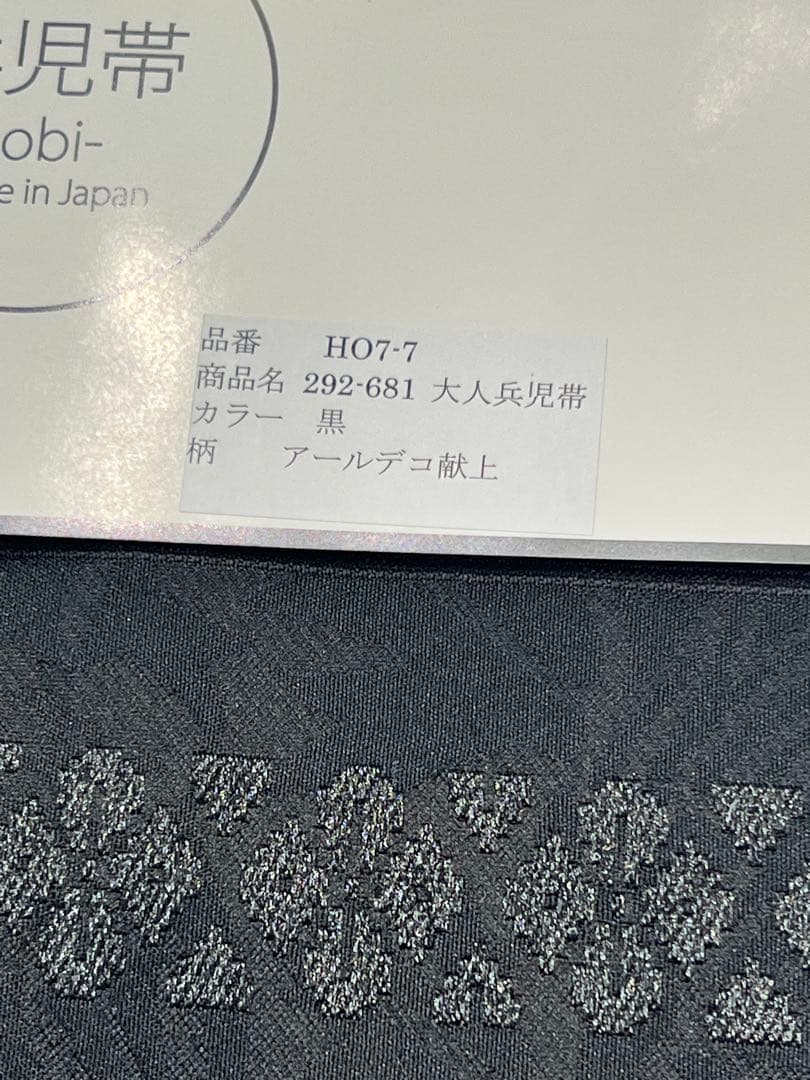 児帯
obi-
in Japan
品番 HO7-7
商品名 292-681 大人兵児帯
カラー 黒
柄 アールデコ献上